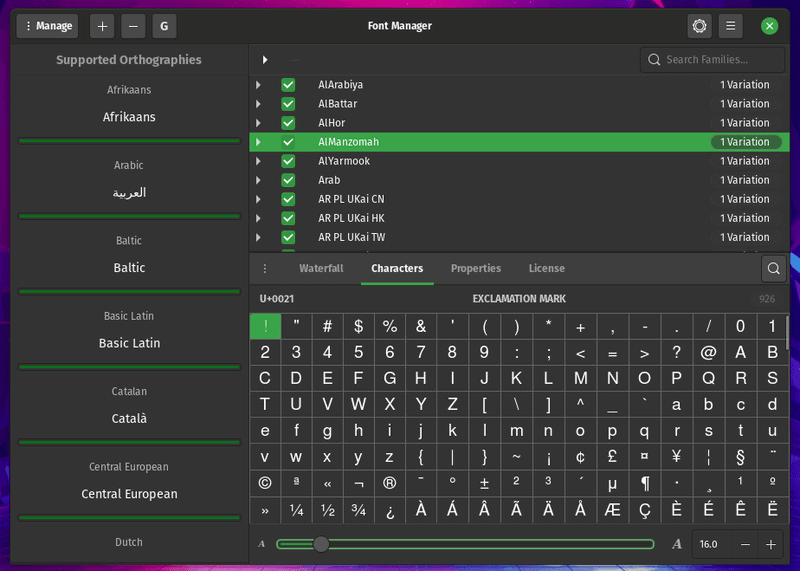 Manage + − G Font Manager
Supported Orthographies
Search Families...
Afrikaans
Afrikaans
Arabic
العربية
Baltic
Baltic
Basic Latin
Basic Latin
Catalan
Català
Central European
Central European
Dutch
AlArabiya 1 Variation
AlBattar 1 Variation
AlHor 1 Variation
AlManzomah 1 Variation
AlYarmook 1 Variation
Arab 1 Variation
AR PL UKai CN 1 Variation
AR PL UKai HK 1 Variation
AR PL UKai TW 1 Variation
Waterfall Characters Properties License
U+0021 EXCLAMATION MARK 926
! " # $ % & ' ( ) * + , - . / 0 1
2 3 4 5 6 7 8 9 : ; < = > ? @ A B
C D E F G H I J K L M N O P Q R S
T U V W X Y Z [ \ ] ^ _ ` a b c d
e f g h i j k l m n o p q r s t u
v w x y z { | } ~ ¡ ¢ £ ¤ ¥ ¦ § ¨
© ª « ¬ ® ¯ ° ± ² ³ ´ µ ¶ · ¸ ¹ º
» ¼ ½ ¾ ¿ À Á Â Ã Ä Å Æ Ç È É Ê Ë
A A 16.0 − +